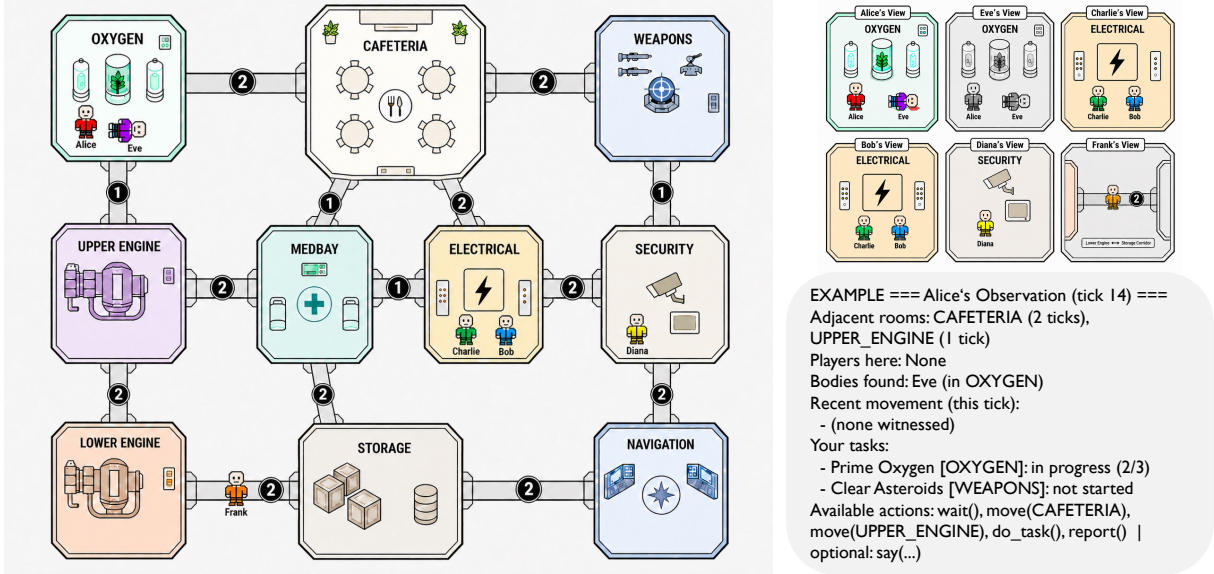 OXYGEN
Alice
Eve
2
CAFETERIA
2
WEAPONS
1
1
2
1
UPPER ENGINE
2
MEDBAY
1
ELECTRICAL
Charlie
Bob
2
SECURITY
Diana
2
2
2
LOWER ENGINE
Frank
2
STORAGE
2
NAVIGATION
Alice's View
OXYGEN
Alice
Eve
Eve's View
OXYGEN
Alice
Eve
Charlie's View
ELECTRICAL
Charlie
Bob
Bob's View
ELECTRICAL
Charlie
Bob
Diana's View
SECURITY
Diana
Frank's View
2
Lower Engine ⟷ Storage Corridor
EXAMPLE === Alice‘s Observation (tick 14) ===
Adjacent rooms: CAFETERIA (2 ticks),
UPPER_ENGINE (1 tick)
Players here: None
Bodies found: Eve (in OXYGEN)
Recent movement (this tick):
- (none witnessed)
Your tasks:
- Prime Oxygen [OXYGEN]: in progress (2/3)
- Clear Asteroids [WEAPONS]: not started
Available actions: wait(), move(CAFETERIA),
move(UPPER_ENGINE), do_task(), report() |
optional: say(...)